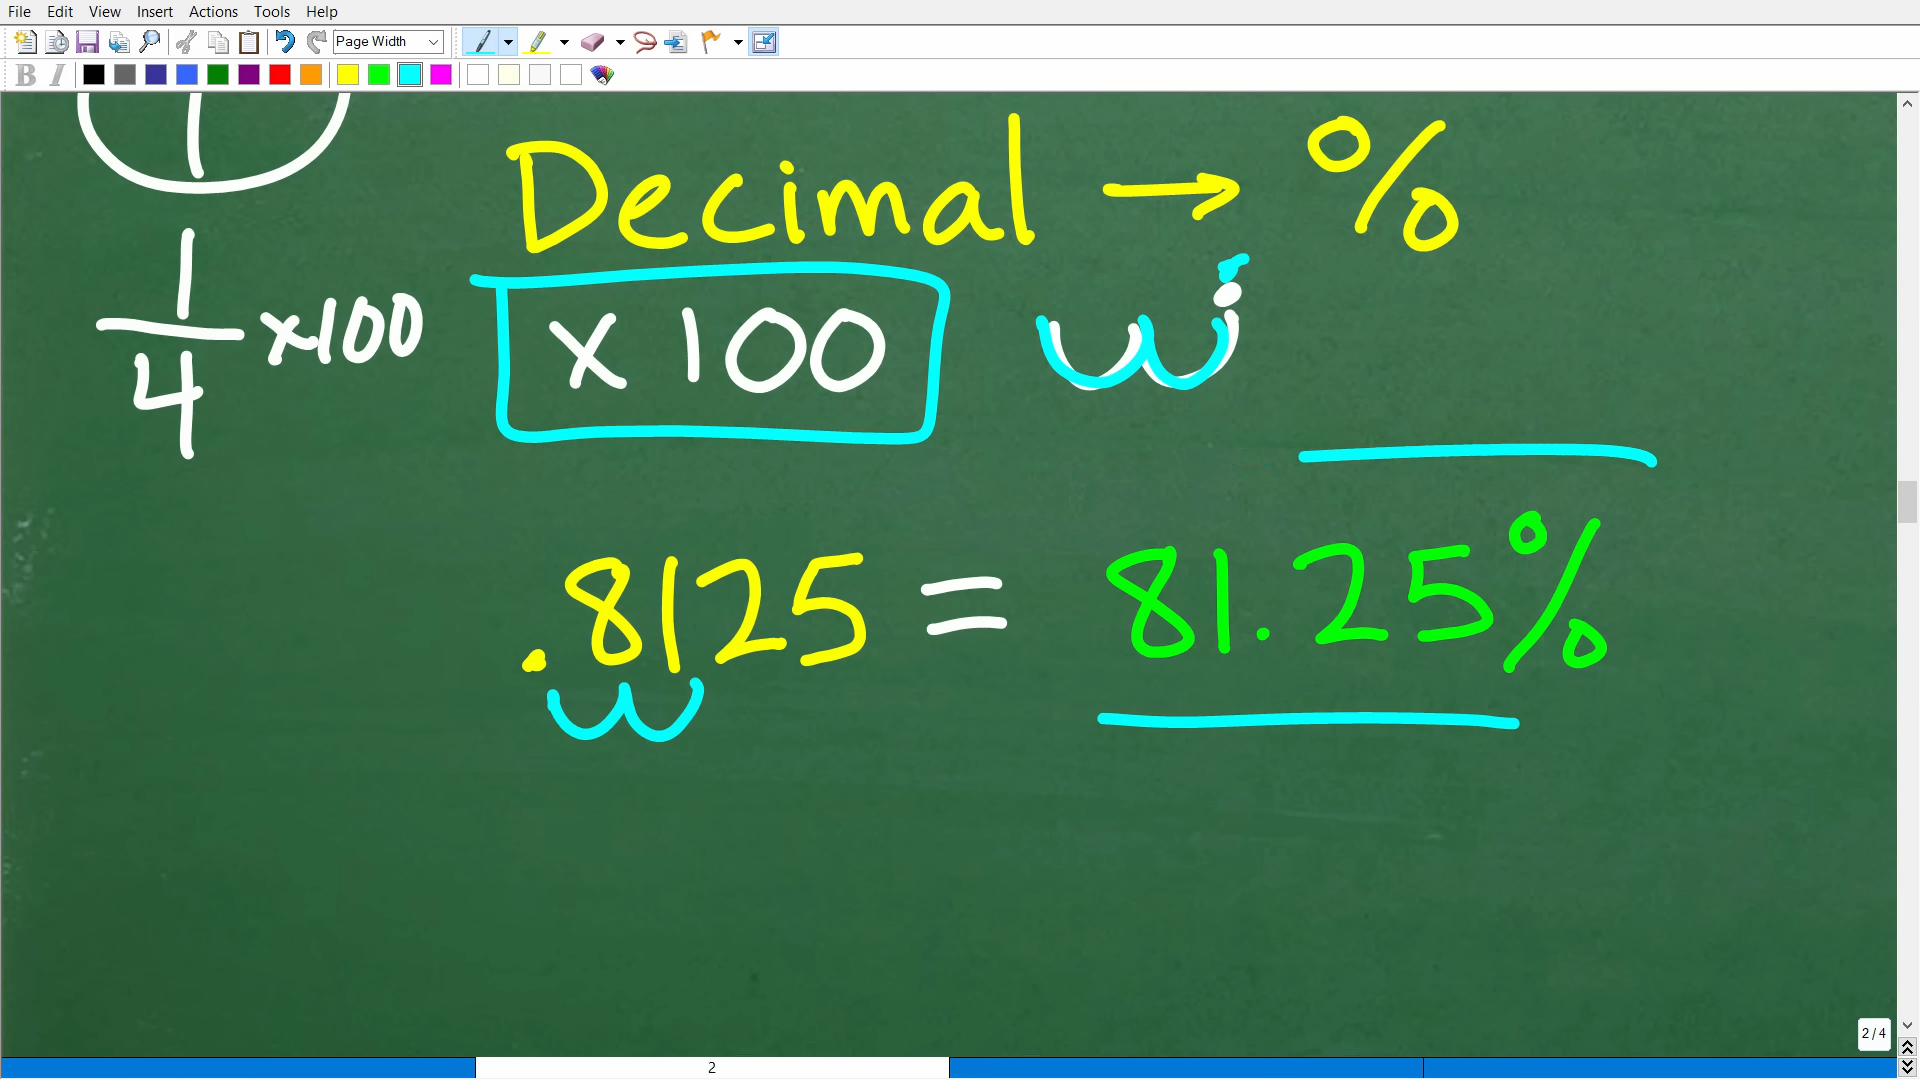 File Edit View Insert Actions Tools Help
Page Width
B I
Decimal → %
1/4 ×100
× 100
.8125 = 81.25%
2 / 4
2